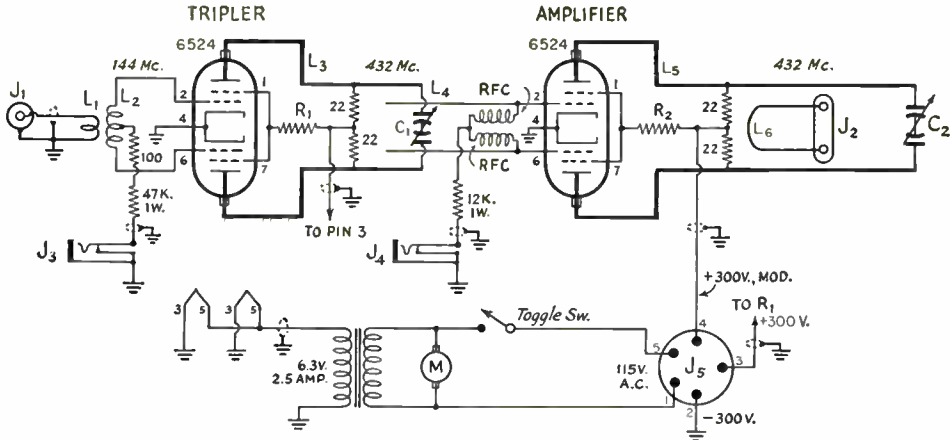 TRIPLER
AMPLIFIER
6524
6524
144 Mc.
L3
432 Mc.
L4
L5
432 Mc.
J1
L1
L2
2
4
6
1
7
R1
22
22
C1
RFC
RFC
2
4
6
1
7
R2
22
22
L6
J2
C2
100
47K.
1W.
12K.
1W.
TO PIN 3
J3
J4
+300V., MOD.
TO R1
+300V.
3
5
3
5
Toggle Sw.
6.3V.
2.5 AMP.
M
115V.
A.C.
5
4
3
1
2
J5
-300V.